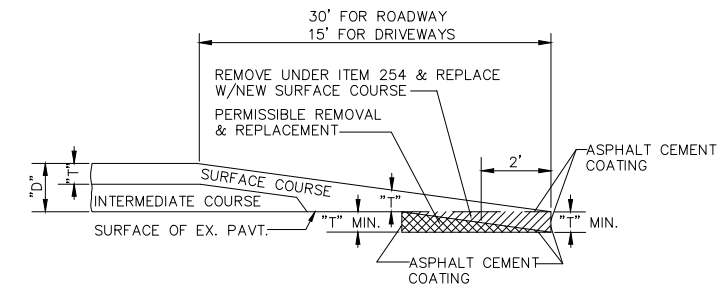 30' FOR ROADWAY
15' FOR DRIVEWAYS
REMOVE UNDER ITEM 254 & REPLACE
W/NEW SURFACE COURSE
PERMISSIBLE REMOVAL
& REPLACEMENT
2'
ASPHALT CEMENT
COATING
"D"
"T"
SURFACE COURSE
INTERMEDIATE COURSE
"T"
SURFACE OF EX. PAVT.
"T" MIN.
"T" MIN.
ASPHALT CEMENT
COATING